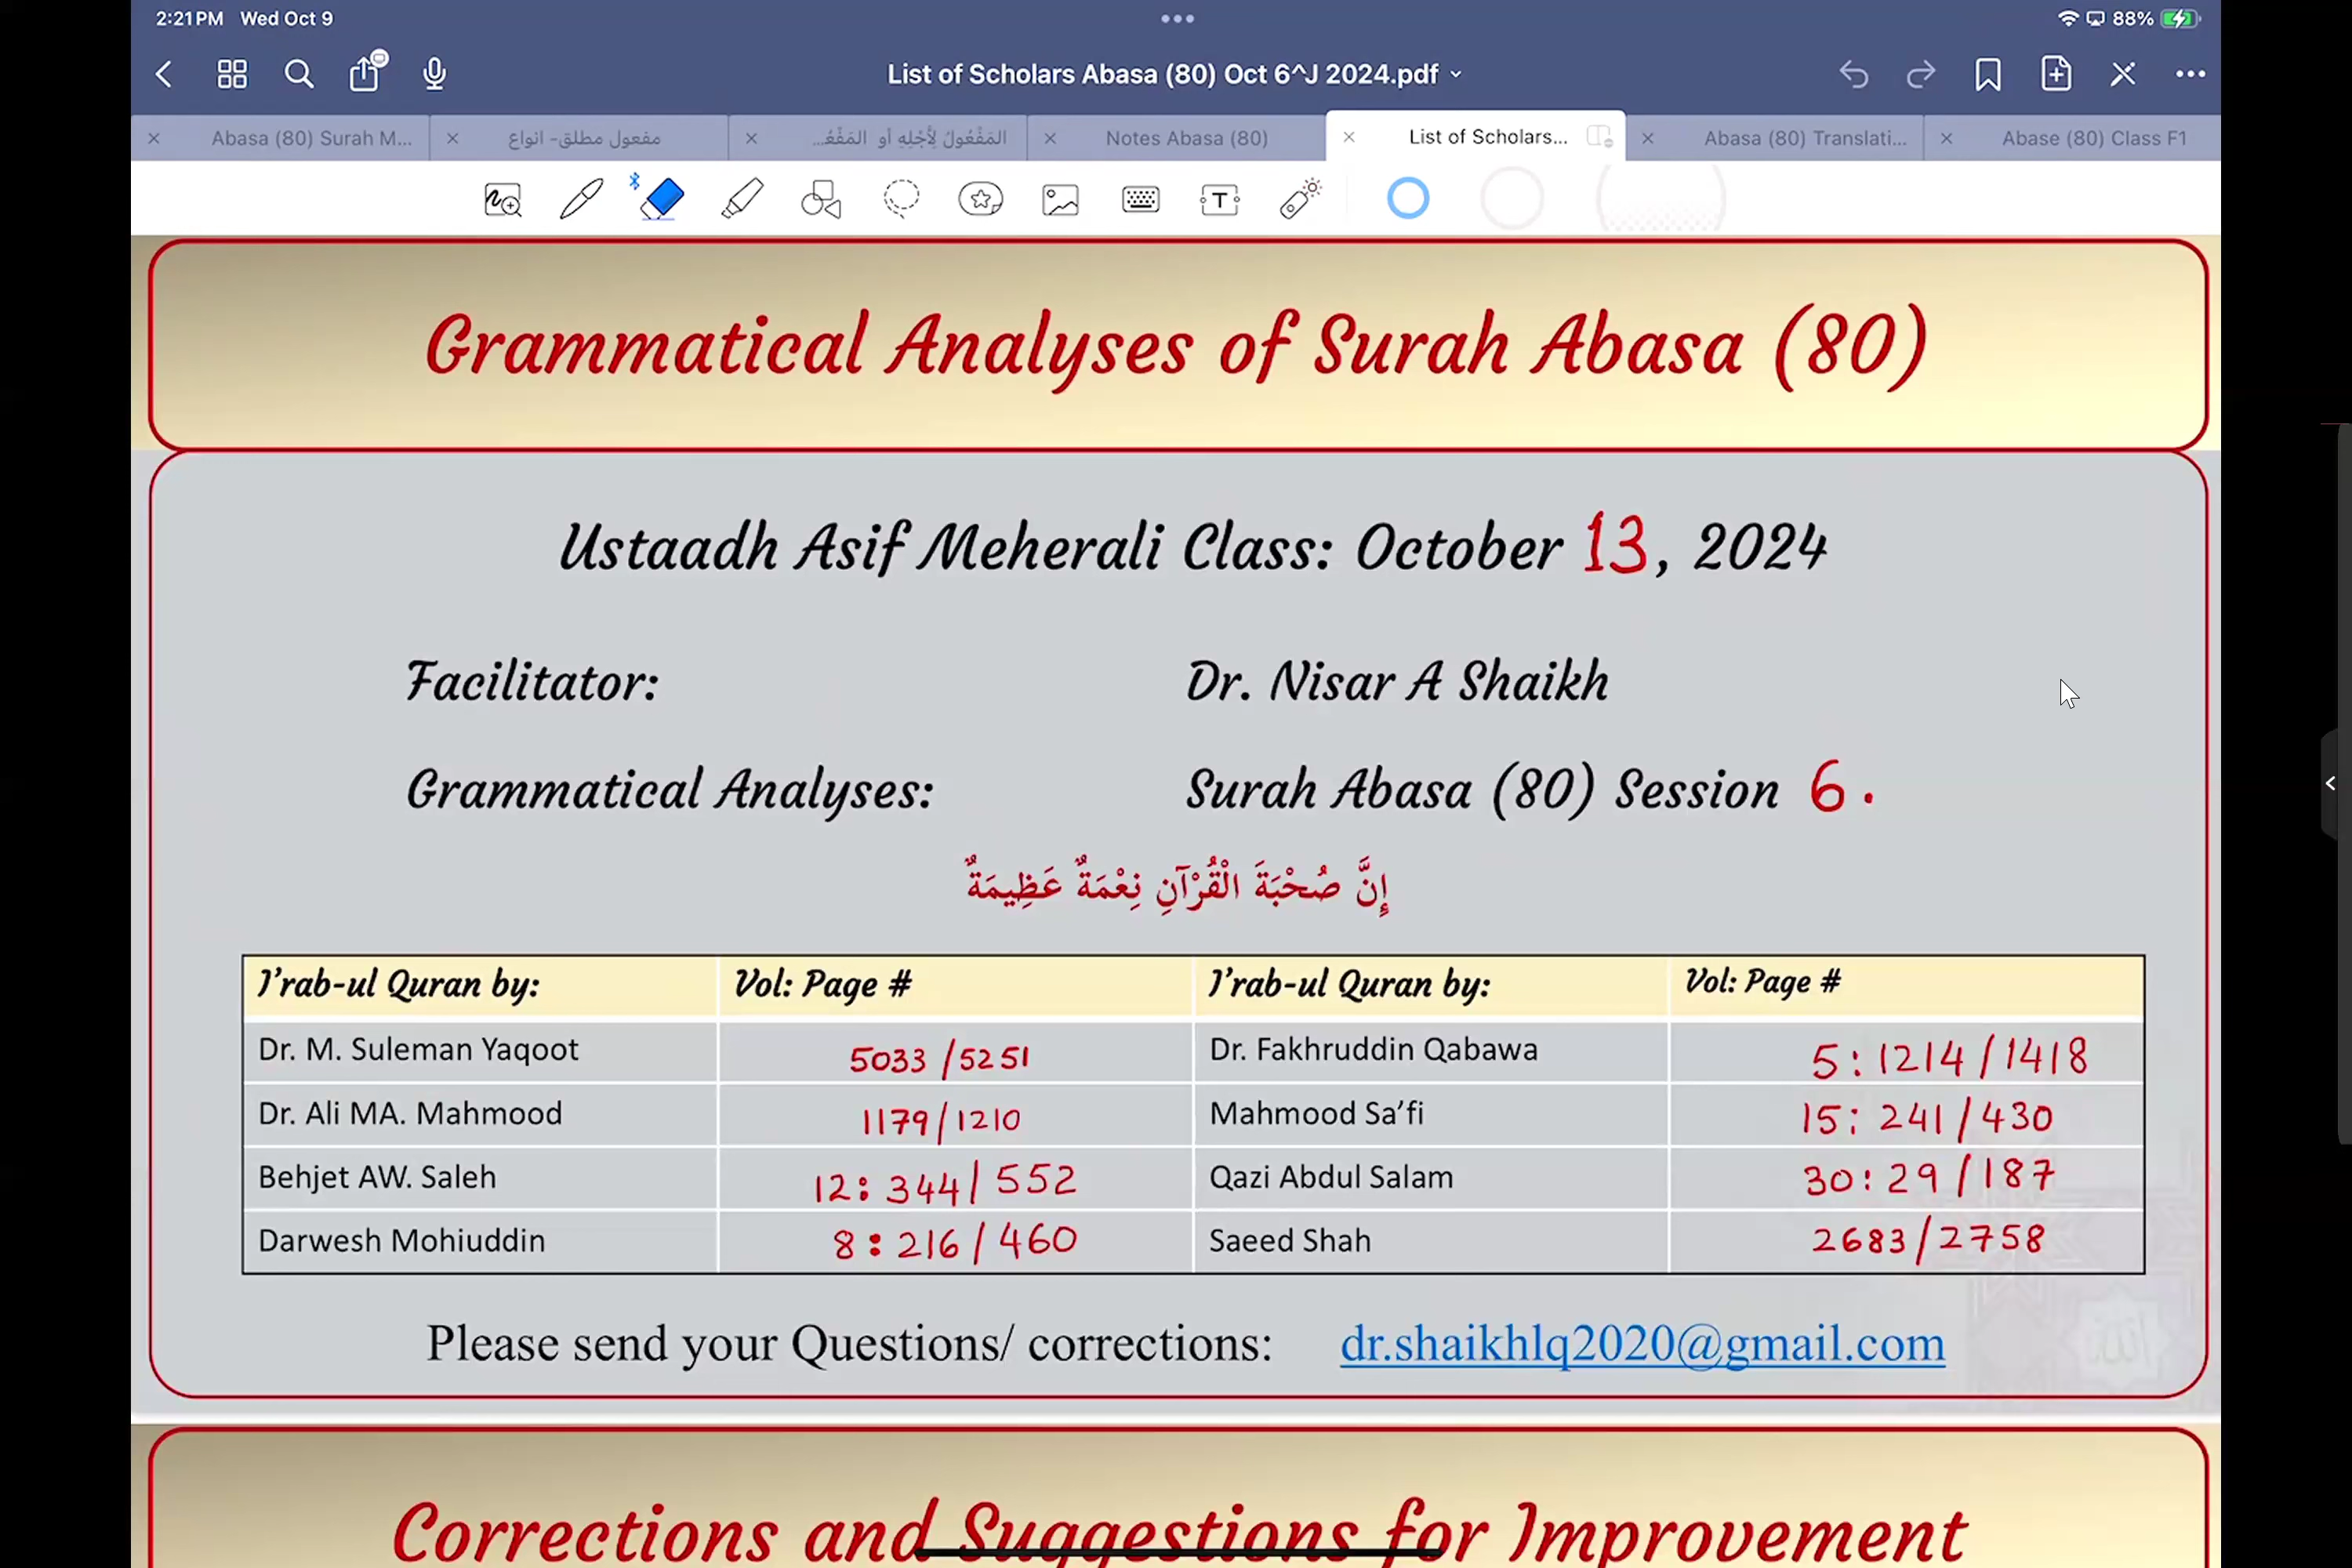 2:21 PM Wed Oct 9
88%
List of Scholars Abasa (80) Oct 6^J 2024.pdf
Abasa (80) Surah M...
مفعول مطلق- انواع
المَفْعُولُ لِأَجْلِهِ أو المَفْعُ...
Notes Abasa (80)
List of Scholars...
Abasa (80) Translati...
Abase (80) Class F1
Grammatical Analyses of Surah Abasa (80)
Ustaadh Asif Meherali Class: October 13, 2024
Facilitator: Dr. Nisar A Shaikh
Grammatical Analyses: Surah Abasa (80) Session 6.
إِنَّ صُحْبَةَ الْقُرْآنِ نِعْمَةٌ عَظِيمَةٌ
I'rab-ul Quran by: Vol: Page # I'rab-ul Quran by: Vol: Page #
Dr. M. Suleman Yaqoot 5033/5251 Dr. Fakhruddin Qabawa 5:1214/1418
Dr. Ali MA. Mahmood 1179/1210 Mahmood Sa’fi 15:241/430
Behjet AW. Saleh 12:344/552 Qazi Abdul Salam 30:29/187
Darwesh Mohiuddin 8:216/460 Saeed Shah 2683/2758
Please send your Questions/ corrections: dr.shaikhlq2020@gmail.com
Corrections and Suggestions for Improvement